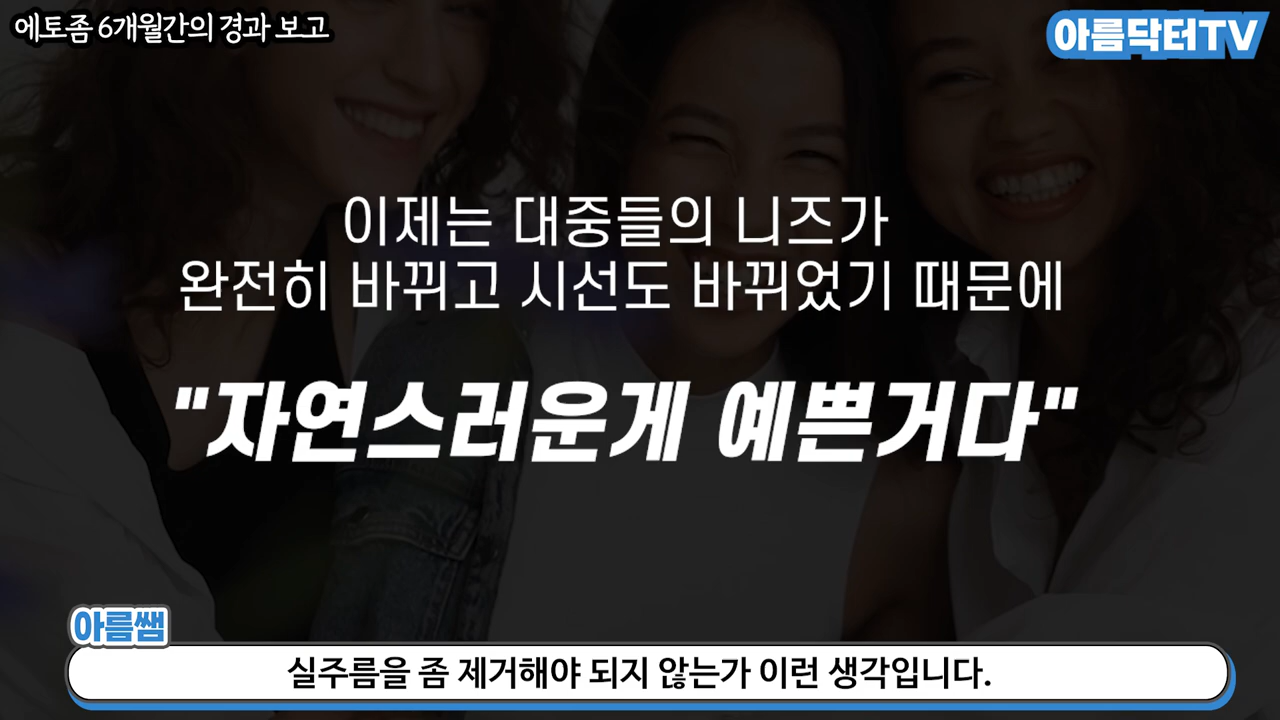 에토좀 6개월간의 경과 보고
아름닥터TV
이제는 대중들의 니즈가
완전히 바뀌고 시선도 바뀌었기 때문에
"자연스러운게 예쁜거다"
아름쌤
실주름을 좀 제거해야 되지 않는가 이런 생각입니다.